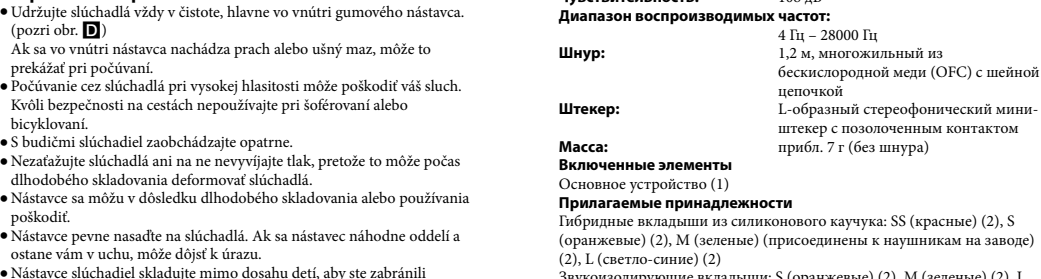 ● Udržujte slúchadlá vždy v čistote, hlavne vo vnútri gumového nástavca.
(pozri obr. D)
Ak sa vo vnútri nástavca nachádza prach alebo ušný maz, môže to
prekážať pri počúvaní.
● Počúvanie cez slúchadlá pri vysokej hlasitosti môže poškodiť váš sluch.
Kvôli bezpečnosti na cestách nepoužívajte pri šoférovaní alebo
bicyklovaní.
● S budičmi slúchadiel zaobchádzajte opatrne.
● Nezaťažujte slúchadlá ani na ne nevyvíjajte tlak, pretože to môže počas
dlhodobého skladovania deformovať slúchadlá.
● Nástavce sa môžu v dôsledku dlhodobého skladovania alebo používania
poškodiť.
● Nástavce pevne nasaďte na slúchadlá. Ak sa nástavec náhodne oddelí a
ostane vám v uchu, môže dôjsť k úrazu.
● Nástavce slúchadiel skladujte mimo dosahu detí, aby ste zabránili
Чувствительность:
Диапазон воспроизводимых частот:
4 Гц – 28000 Гц
Шнур: 1,2 м, многожильный из
бескислородной меди (OFC) с шейной
цепочкой
Штекер: L-образный стереофонический мини-
штекер с позолоченным контактом
Масса: прибл. 7 г (без шнура)
Включенные элементы
Основное устройство (1)
Прилагаемые принадлежности
Гибридные вкладыши из силиконового каучука: SS (красные) (2), S
(оранжевые) (2), M (зеленые) (присоединены к наушникам на заводе)
(2), L (светло-синие) (2)
Звукоизолирующие вкладыши: S (оранжевые) (2), M (зеленые) (2), L